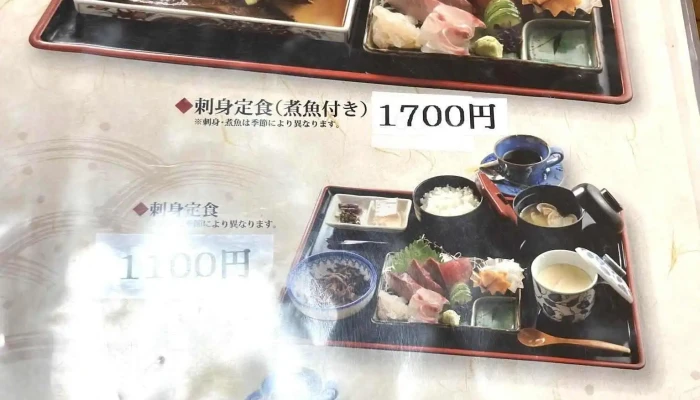 ◆刺身定食(煮魚付き) 1700円
※刺身・煮魚は季節により異なります。
◆刺身定食
季節により異なります。
1100円